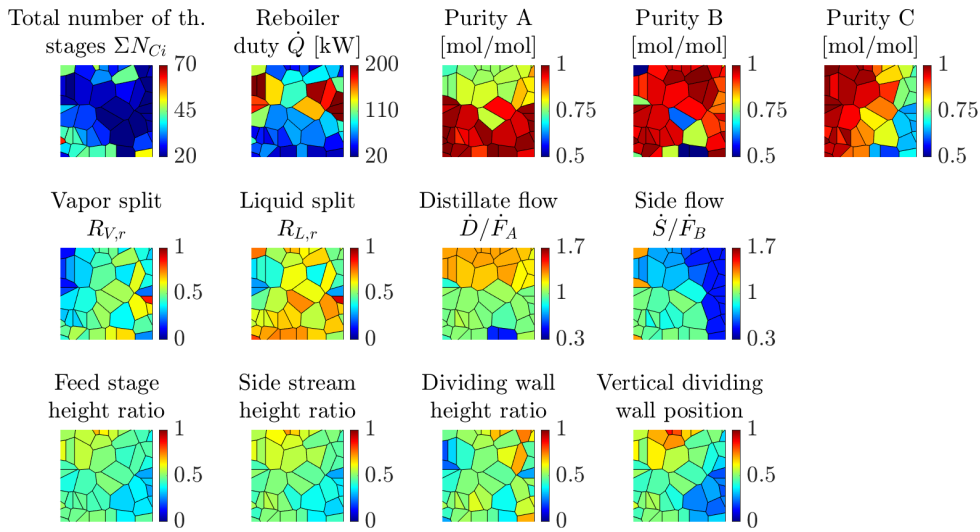 Total number of th.
stages ΣN_{Ci}
70
45
20
Reboiler
duty Q̇ [kW]
200
110
20
Purity A
[mol/mol]
1
0.75
0.5
Purity B
[mol/mol]
1
0.75
0.5
Purity C
[mol/mol]
1
0.75
0.5
Vapor split
R_{V,r}
1
0.5
0
Liquid split
R_{L,r}
1
0.5
0
Distillate flow
Ḋ/Ḟ_A
1.7
1
0.3
Side flow
Ṡ/Ḟ_B
1.7
1
0.3
Feed stage
height ratio
1
0.5
0
Side stream
height ratio
1
0.5
0
Dividing wall
height ratio
1
0.5
0
Vertical dividing
wall position
1
0.5
0